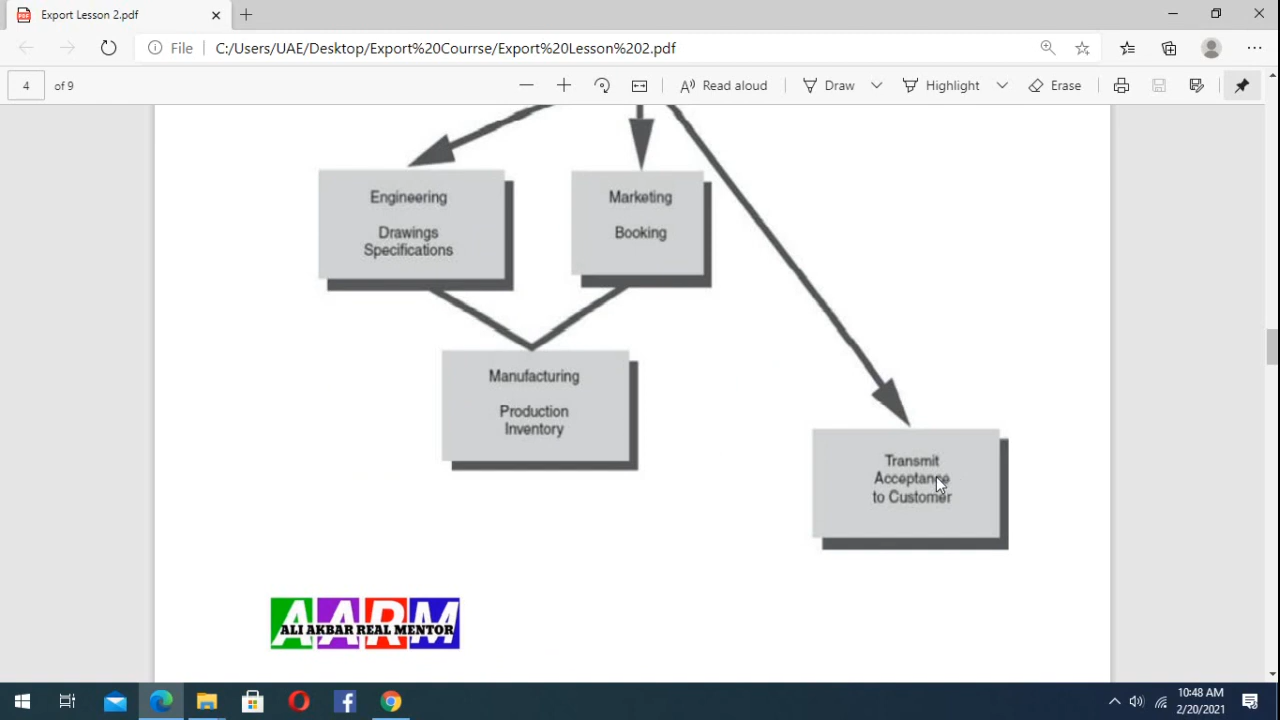 Export Lesson 2.pdf
File C:/Users/UAE/Desktop/Export%20Courrse/Export%20Lesson%202.pdf
4 of 9 Read aloud Draw Highlight Erase
Engineering
Drawings
Specifications
Marketing
Booking
Manufacturing
Production
Inventory
Transmit
Acceptance
to Customer
AARM
ALI AKBAR REAL MENTOR
10:48 AM
2/20/2021